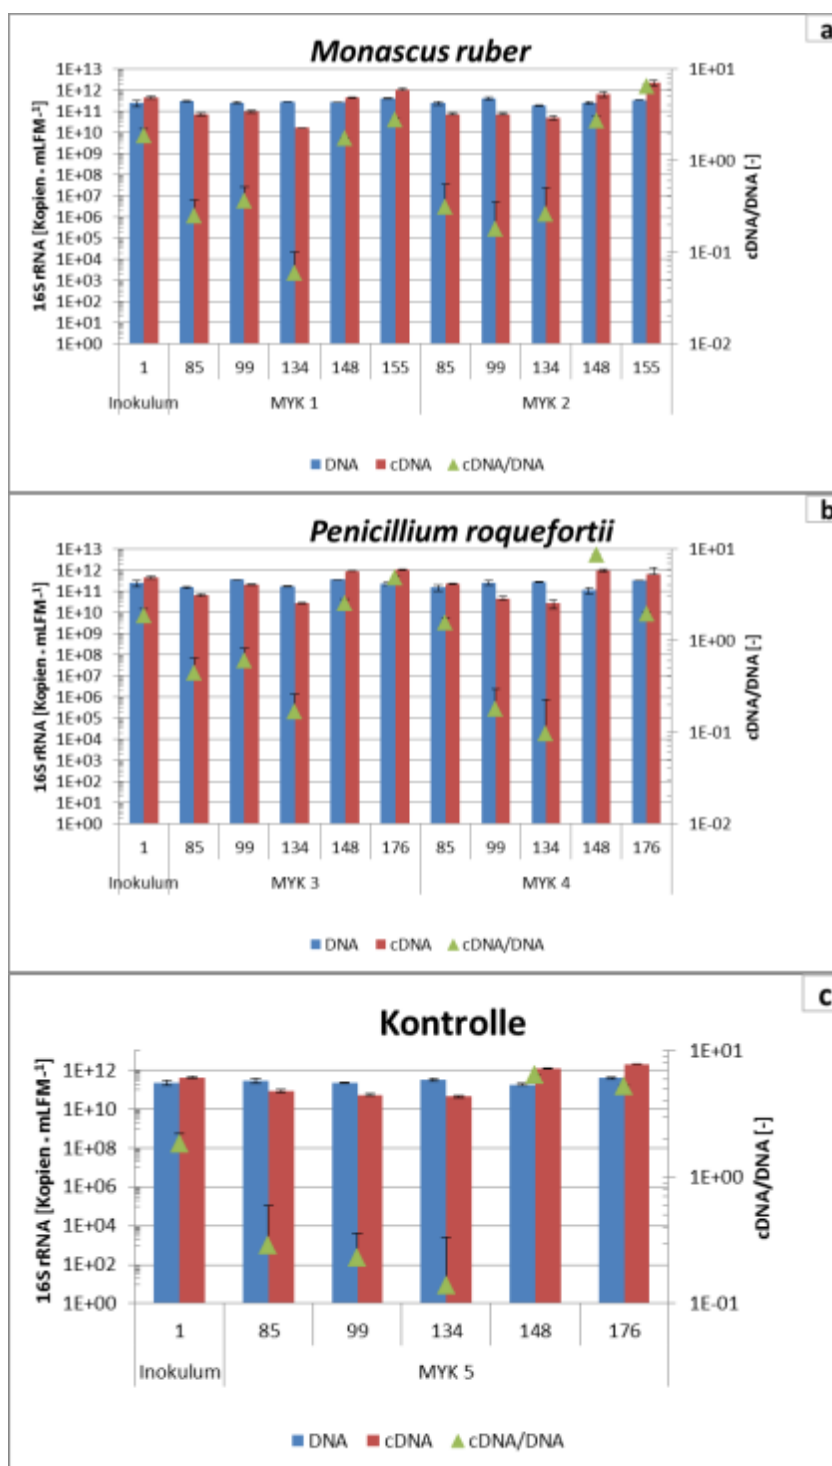 a
Monascus ruber
1E+13
1E+12
1E+11
1E+10
1E+09
1E+08
1E+07
1E+06
1E+05
1E+04
1E+03
1E+02
1E+01
1E+00
16S rRNA [Kopien · mLFM⁻¹]
1E+01
1E+00
1E-01
1E-02
cDNA/DNA [-]
1 85 99 134 148 155 85 99 134 148 155
Inokulum MYK 1 MYK 2
DNA cDNA cDNA/DNA
b
Penicillium roquefortii
1E+13
1E+12
1E+11
1E+10
1E+09
1E+08
1E+07
1E+06
1E+05
1E+04
1E+03
1E+02
1E+01
1E+00
16S rRNA [Kopien · mLFM⁻¹]
1E+01
1E+00
1E-01
1E-02
cDNA/DNA [-]
1 85 99 134 148 176 85 99 134 148 176
Inokulum MYK 3 MYK 4
DNA cDNA cDNA/DNA
c
Kontrolle
1E+12
1E+10
1E+08
1E+06
1E+04
1E+02
1E+00
16S rRNA [Kopien · mLFM⁻¹]
1E+01
1E+00
1E-01
cDNA/DNA [-]
1 85 99 134 148 176
Inokulum MYK 5
DNA cDNA cDNA/DNA